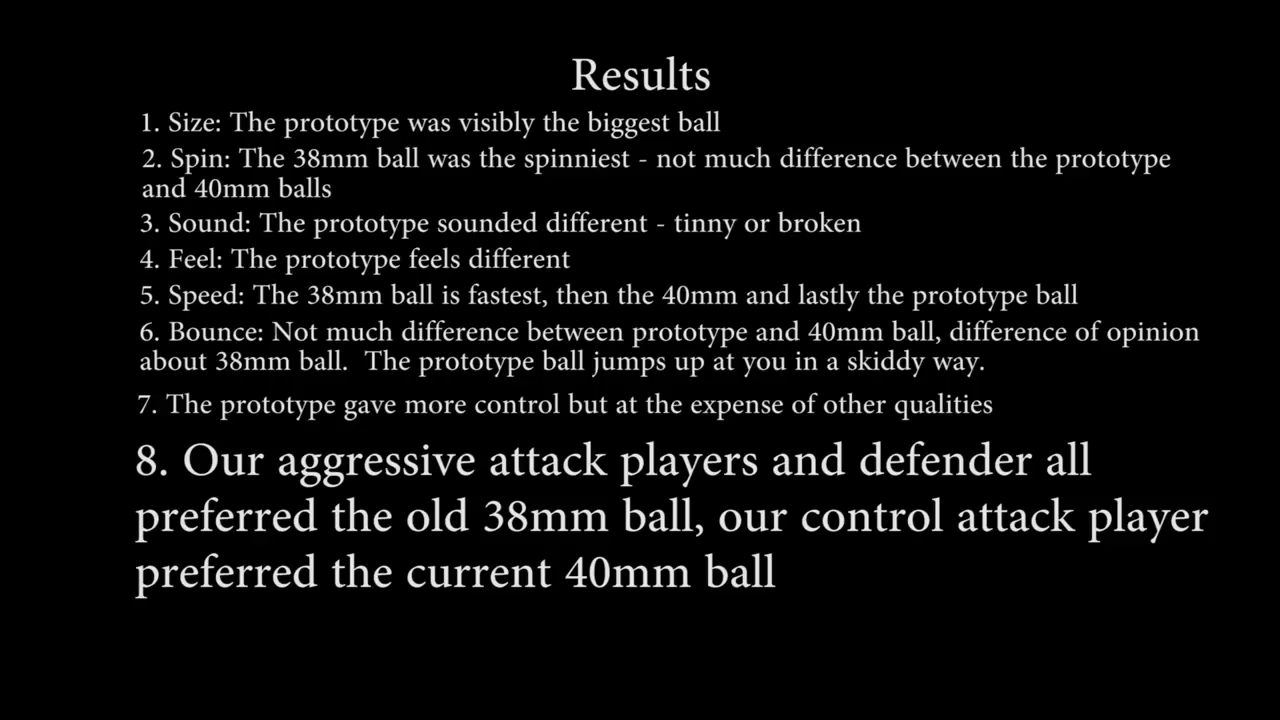 Results
1. Size: The prototype was visibly the biggest ball
2. Spin: The 38mm ball was the spinniest - not much difference between the prototype
and 40mm balls
3. Sound: The prototype sounded different - tinny or broken
4. Feel: The prototype feels different
5. Speed: The 38mm ball is fastest, then the 40mm and lastly the prototype ball
6. Bounce: Not much difference between prototype and 40mm ball, difference of opinion
about 38mm ball.  The prototype ball jumps up at you in a skiddy way.
7. The prototype gave more control but at the expense of other qualities
8. Our aggressive attack players and defender all
preferred the old 38mm ball, our control attack player
preferred the current 40mm ball